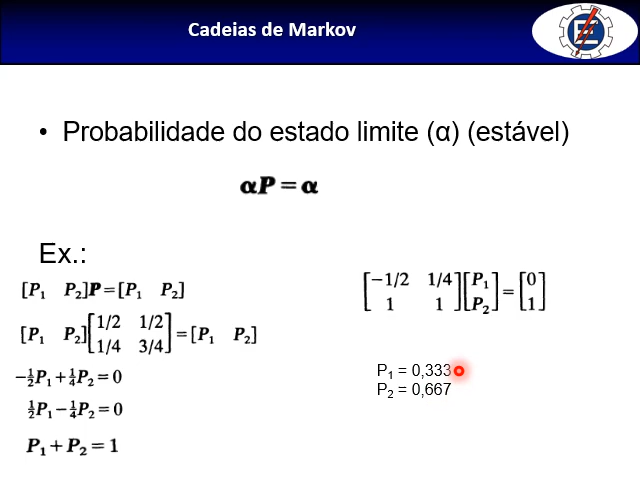 Cadeias de Markov
• Probabilidade do estado limite (α) (estável)
αP = α
Ex.:
[P₁ P₂]P = [P₁ P₂]
[P₁ P₂][1/2 1/2
1/4 3/4] = [P₁ P₂]
-½P₁ + ¼P₂ = 0
½P₁ - ¼P₂ = 0
P₁ + P₂ = 1
[-1/2 1/4
1 1][P₁
P₂] = [0
1]
P₁ = 0,333
P₂ = 0,667